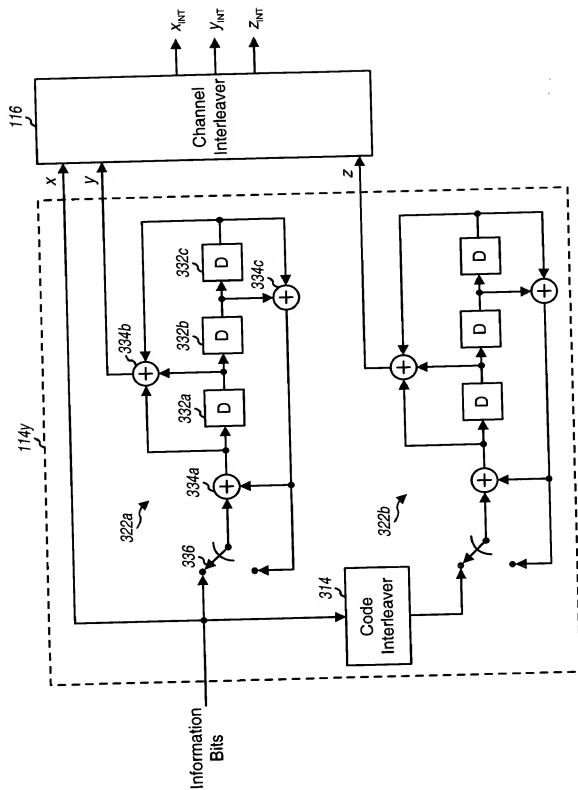 114y
116
x
y
z
Channel
Interleaver
xINT
yINT
zINT
322a
334b
332a
332b
332c
D
D
D
334a
334c
336
Information
Bits
314
Code
Interleaver
322b
D
D
D